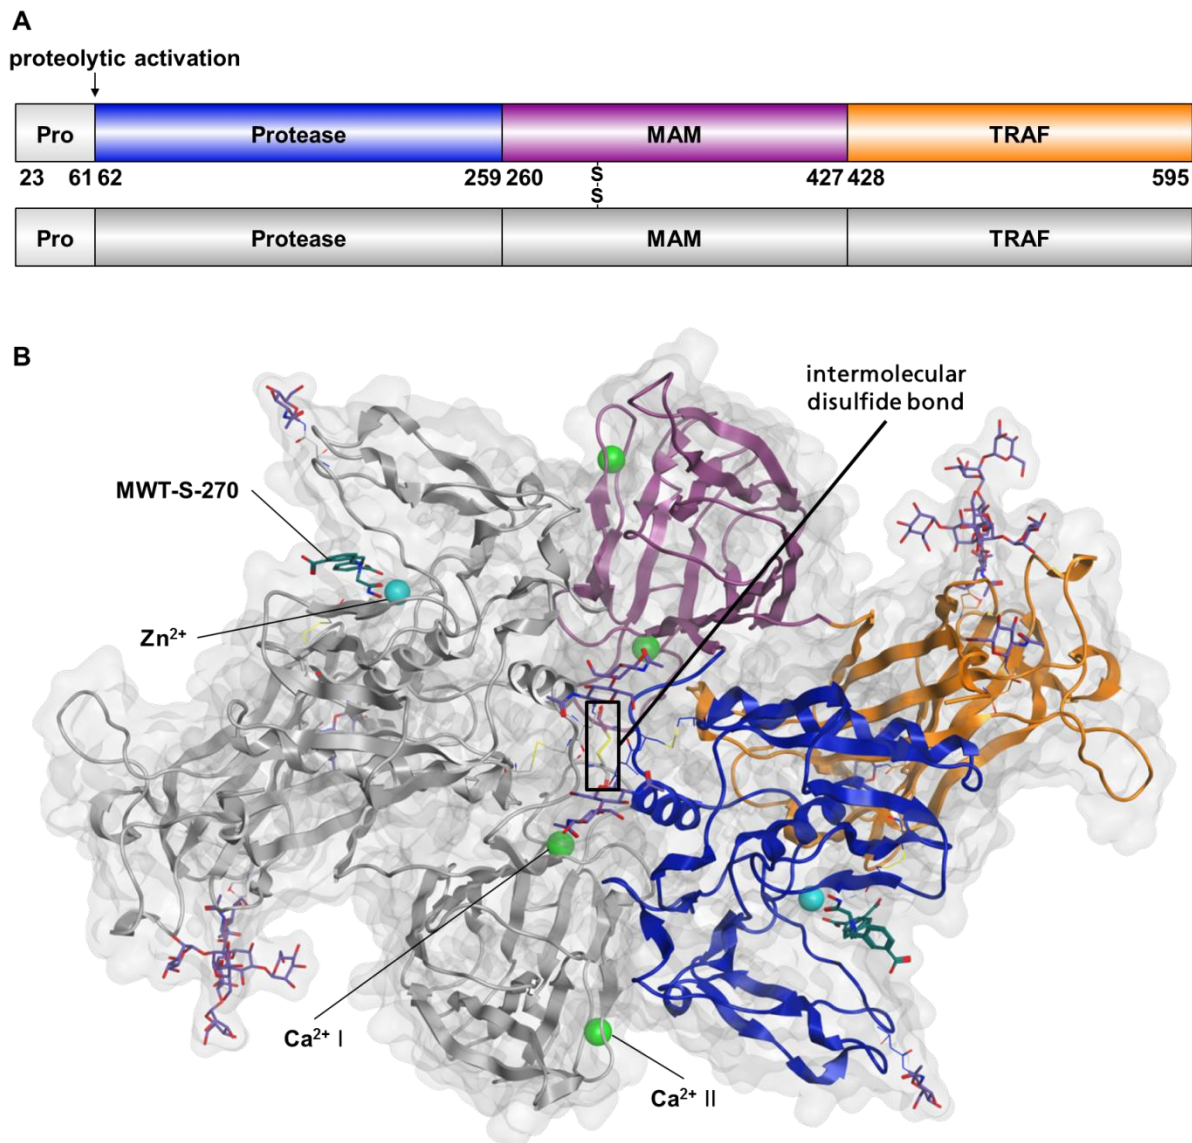 A
proteolytic activation
Pro Protease MAM TRAF
23 61 62 259 260 S 427 428 595
S
Pro Protease MAM TRAF
B
intermolecular
disulfide bond
MWT-S-270
Zn²⁺
Ca²⁺ I
Ca²⁺ II